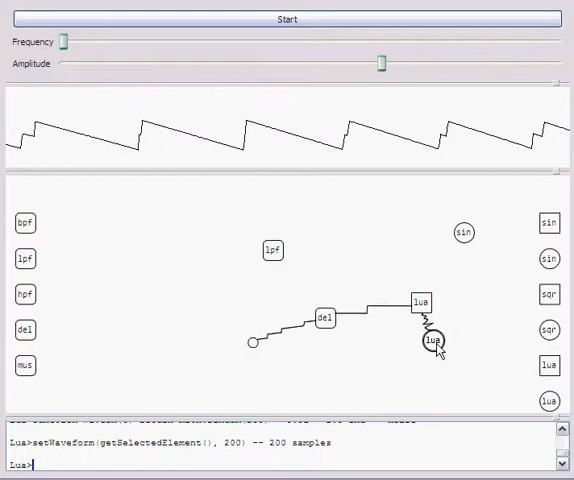 Start
Frequency
Amplitude
bpf
sin
sin
lpf
lpf
sin
hpf
sqr
lua
del
del
sqr
lua
mus
lua
lua
Lua>setWaveform(getSelectedElement(), 200) -- 200 samples
Lua>